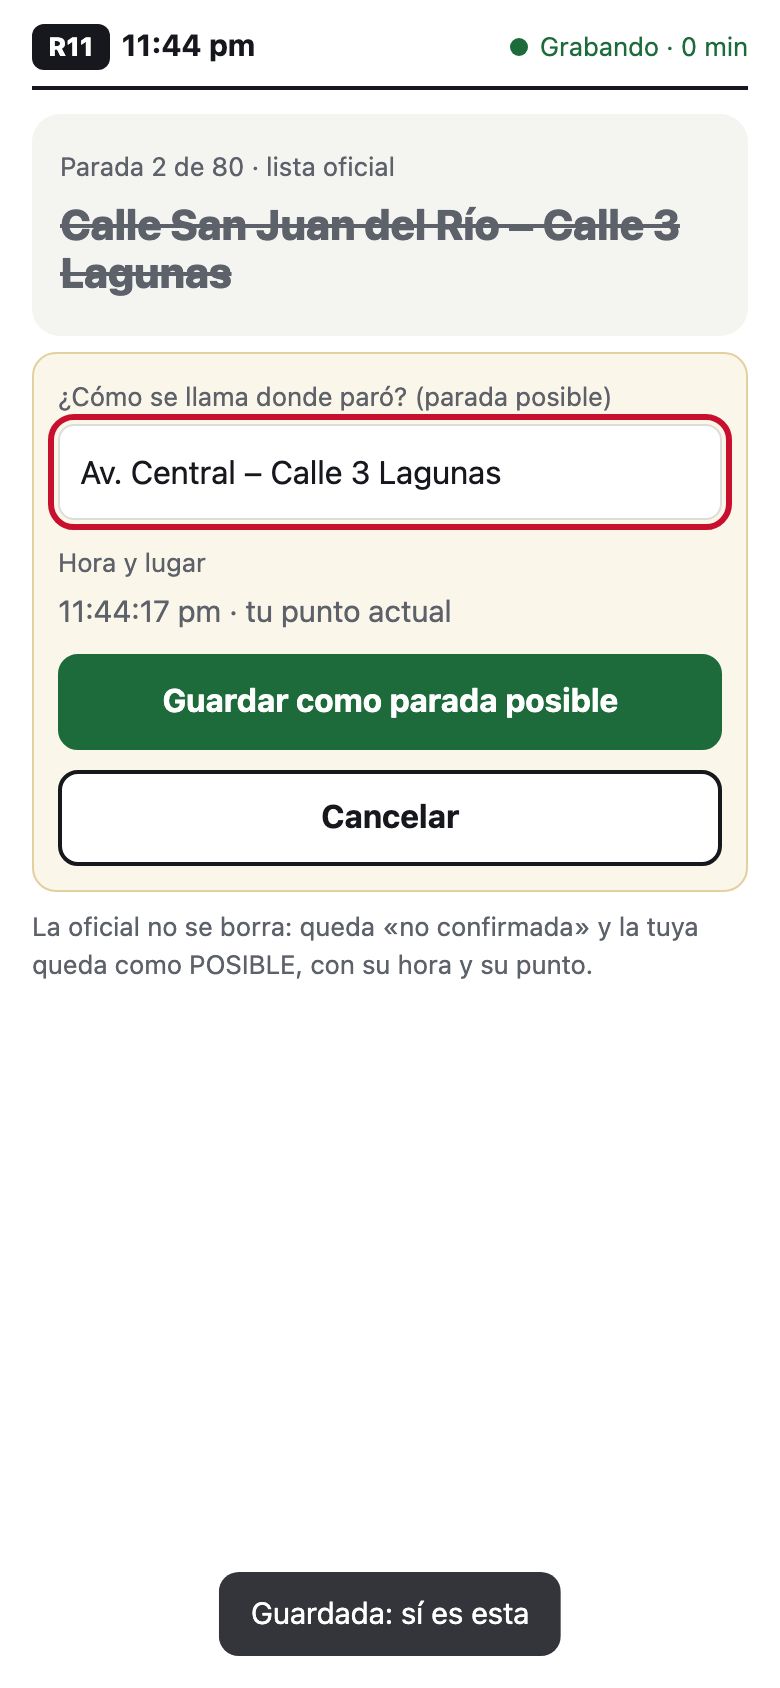 R11 11:44 pm Grabando · 0 min
Parada 2 de 80 · lista oficial
Calle San Juan del Río – Calle 3
Lagunas
¿Cómo se llama donde paró? (parada posible)
Av. Central – Calle 3 Lagunas
Hora y lugar
11:44:17 pm · tu punto actual
Guardar como parada posible
Cancelar
La oficial no se borra: queda «no confirmada» y la tuya
queda como POSIBLE, con su hora y su punto.
Guardada: sí es esta